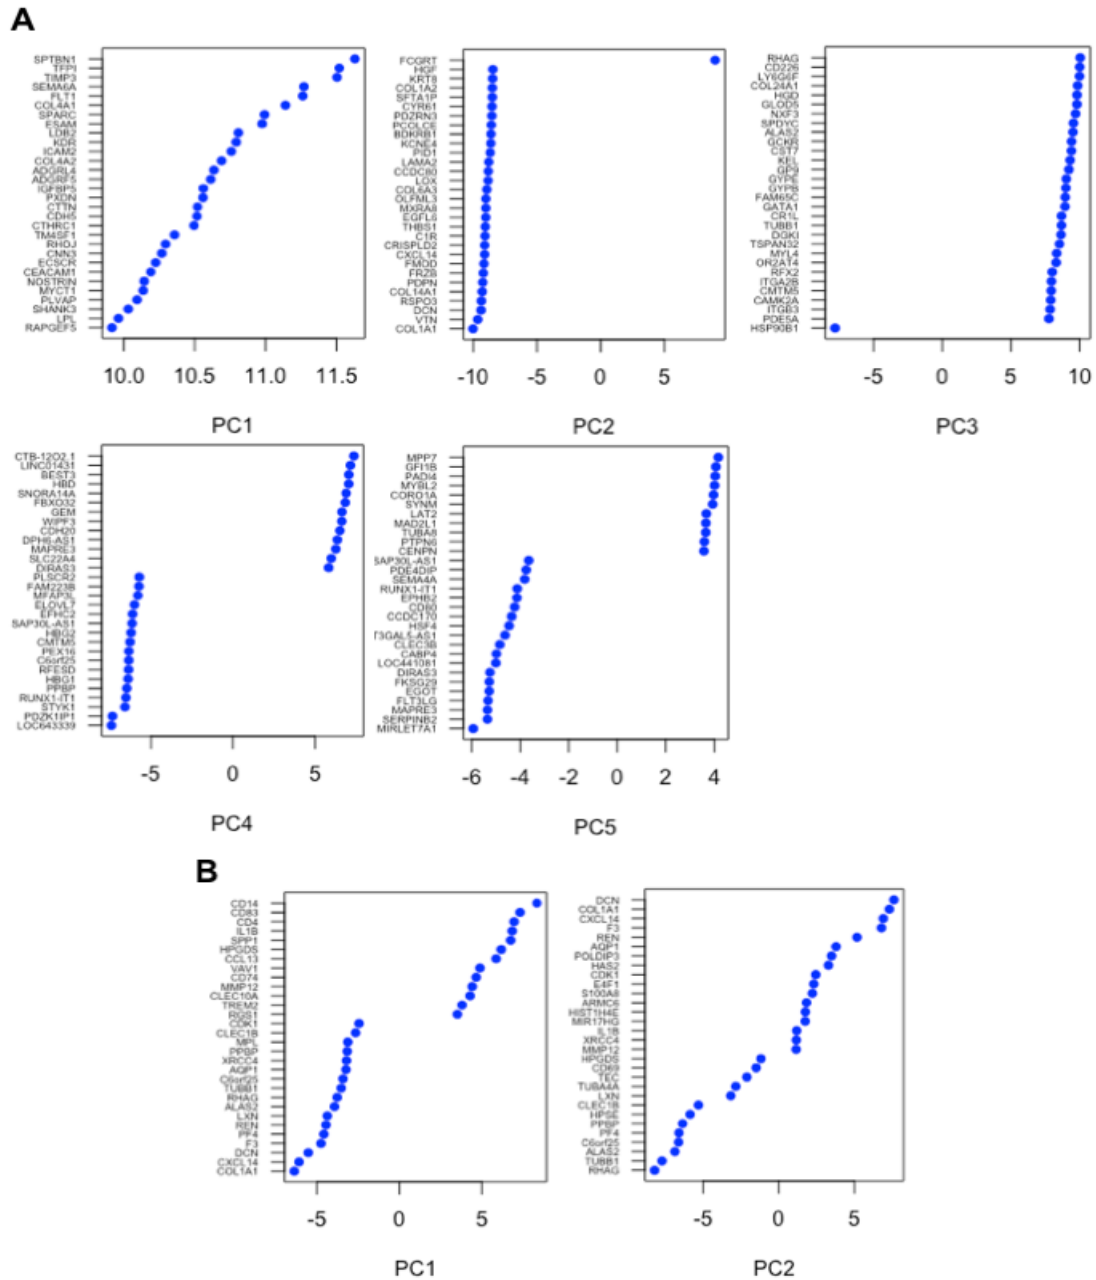 A
SPTBN1
TFPI
TIMP3
SEMA6A
FLT1
COL4A1
SPARC
ESAM
LDB2
KDR
ICAM2
COL4A2
ADGRL4
ADGRF5
IGFBP5
PXDN
CTTN
CDH5
CTHRC1
TM4SF1
RHOJ
CNN3
ECSCR
CEACAM1
NOSTRIN
MYCT1
PLVAP
SHANK3
LPL
RAPGEF5
10.0 10.5 11.0 11.5
PC1
FCGRT
HGF
KRT8
COL1A2
SFTA1P
CYR61
PDZRN3
PCOLCE
BDKRB1
KCNE4
PID1
LAMA2
CCDC80
LOX
COL6A3
OLFML3
MXRA8
EGFL6
THBS1
C1R
CRISPLD2
CXCL14
FMOD
FRZB
PDPN
COL14A1
RSPO3
DCN
VTN
COL1A1
-10 -5 0 5
PC2
RHAG
CD226
LY6G6F
COL24A1
HGD
GLOD5
NXF3
SPDYC
ALAS2
GCKR
CST7
KEL
GP9
GYPE
GYPB
FAM65C
GATA1
CR1L
TUBB1
DGKI
TSPAN32
MYL4
OR2AT4
RFX2
ITGA2B
CMTM5
CAMK2A
ITGB3
PDE5A
HSP90B1
-5 0 5 10
PC3
CTB-12O2.1
LINC01431
BEST3
HBD
SNORA14A
FBXO32
GEM
WIPF3
CDH20
DPH6-AS1
MAPRE3
SLC22A4
DIRAS3
PLSCR2
FAM223B
MFAP3L
ELOVL7
EFHC2
SAP30L-AS1
HBG2
CMTM5
PEX16
C6orf25
RFESD
HBG1
PPBP
RUNX1-IT1
STYK1
PDZK1IP1
LOC643339
-5 0 5
PC4
MPP7
GFI1B
PADI4
MYBL2
CORO1A
SYNM
LAT2
MAD2L1
TUBA8
PTPN6
CENPN
SAP30L-AS1
PDE4DIP
SEMA4A
RUNX1-IT1
EPHB2
CD80
CCDC170
HSF4
T3GAL5-AS1
CLEC3B
CABP4
LOC441081
DIRAS3
FKSG29
EGOT
FLT3LG
MAPRE3
SERPINB2
MIRLET7A1
-6 -4 -2 0 2 4
PC5
B
CD14
CD83
CD4
IL1B
SPP1
HPGDS
CCL13
VAV1
CD74
MMP12
CLEC10A
TREM2
RGS1
CDK1
CLEC1B
MPL
PPBP
XRCC4
AQP1
C6orf25
TUBB1
RHAG
ALAS2
LXN
REN
PF4
F3
DCN
CXCL14
COL1A1
-5 0 5
PC1
DCN
COL1A1
CXCL14
F3
REN
AQP1
POLDIP3
HAS2
CDK1
E4F1
S100A8
ARMC6
HIST1H4E
MIR17HG
IL1B
XRCC4
MMP12
HPGDS
CD69
TEC
TUBA4A
LXN
CLEC1B
HPSE
PPBP
PF4
C6orf25
ALAS2
TUBB1
RHAG
-5 0 5
PC2